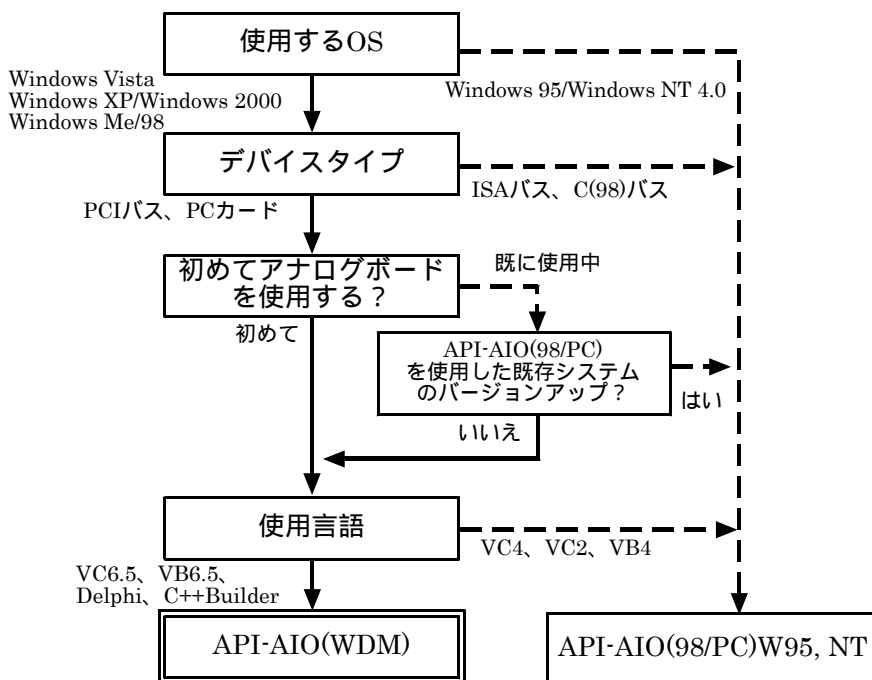 使用するOS
Windows Vista
Windows XP/Windows 2000
Windows Me/98
Windows 95/Windows NT 4.0
デバイスタイプ
PCIバス、PCカード
ISAバス、C(98)バス
初めてアナログボード
を使用する？
既に使用中
初めて
API-AIO(98/PC)
を使用した既存システム
のバージョンアップ？
はい
いいえ
使用言語
VC4、VC2、VB4
VC6.5、VB6.5、
Delphi、C++Builder
API-AIO(WDM)
API-AIO(98/PC)W95, NT